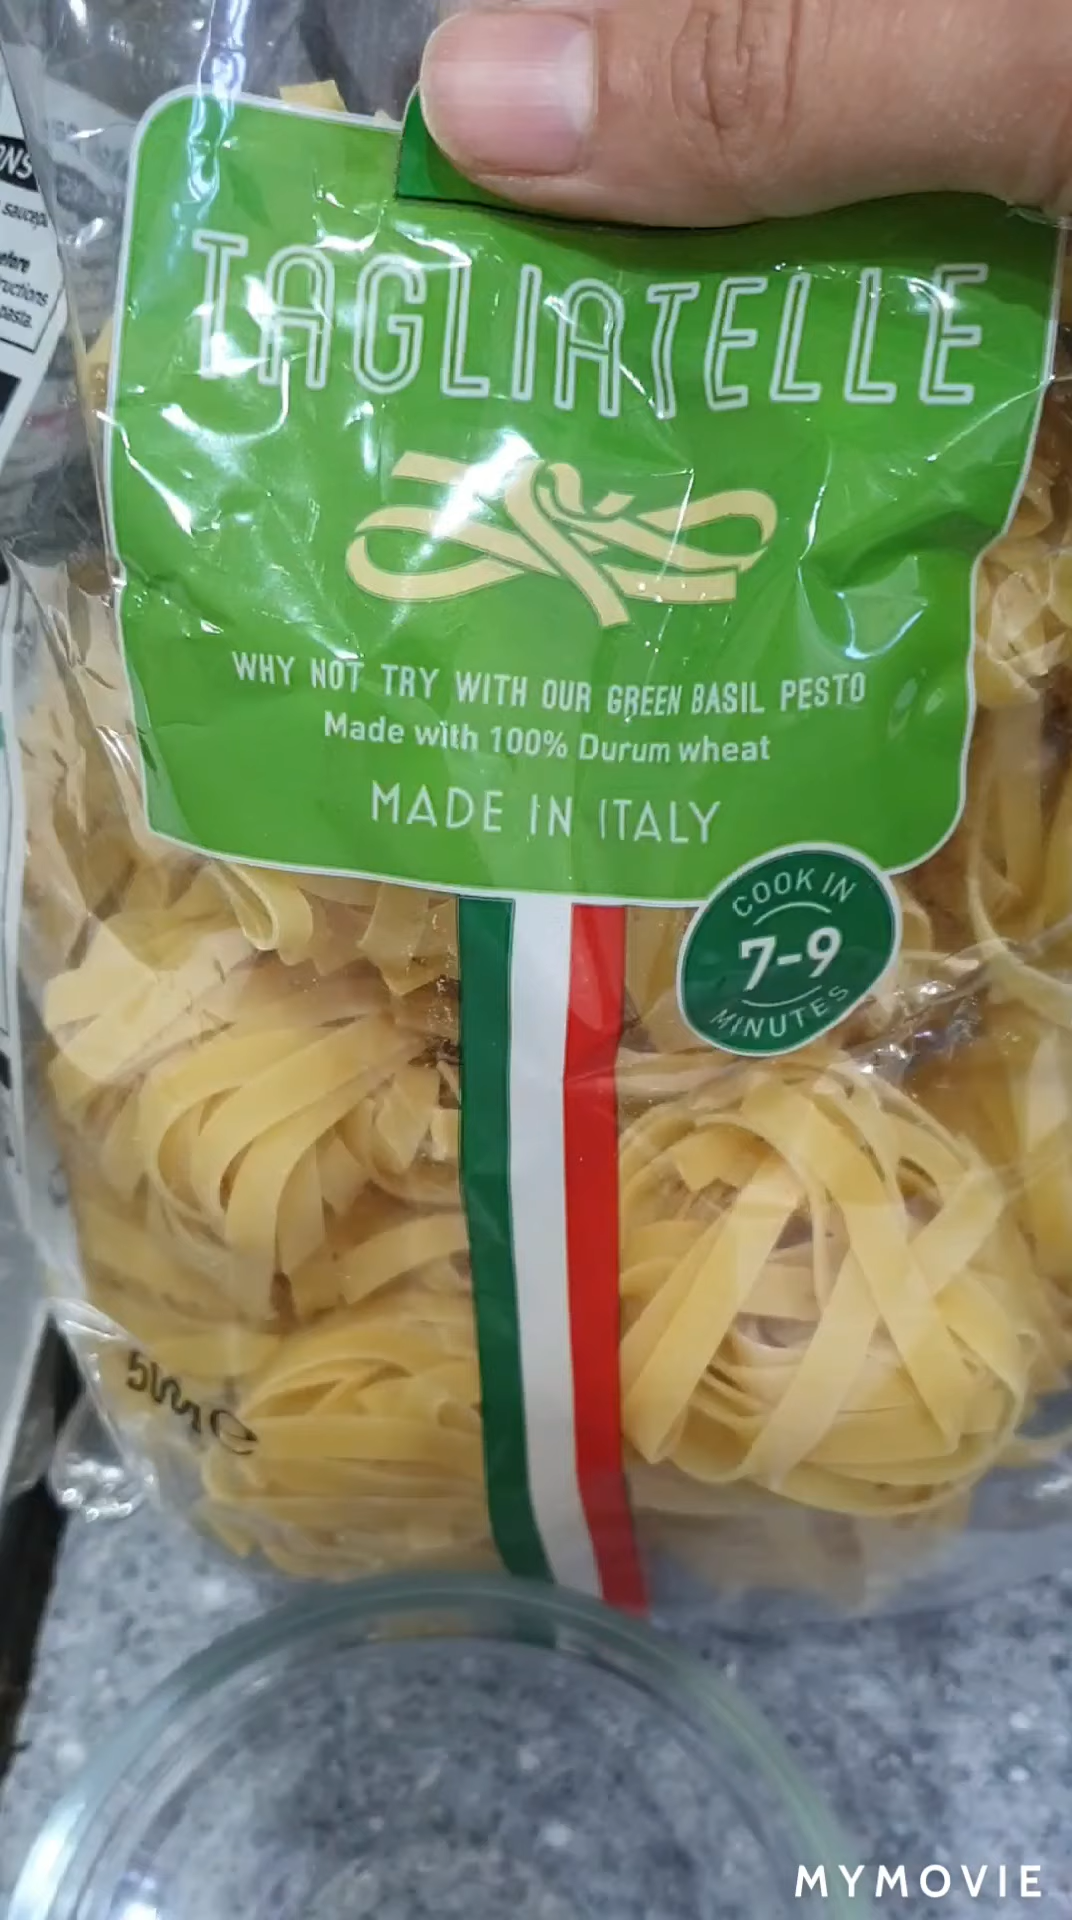 TAGLIATELLE
WHY NOT TRY WITH OUR GREEN BASIL PESTO
Made with 100% Durum wheat
MADE IN ITALY
COOK IN
7-9
MINUTES
pasta.
MYMOVIE